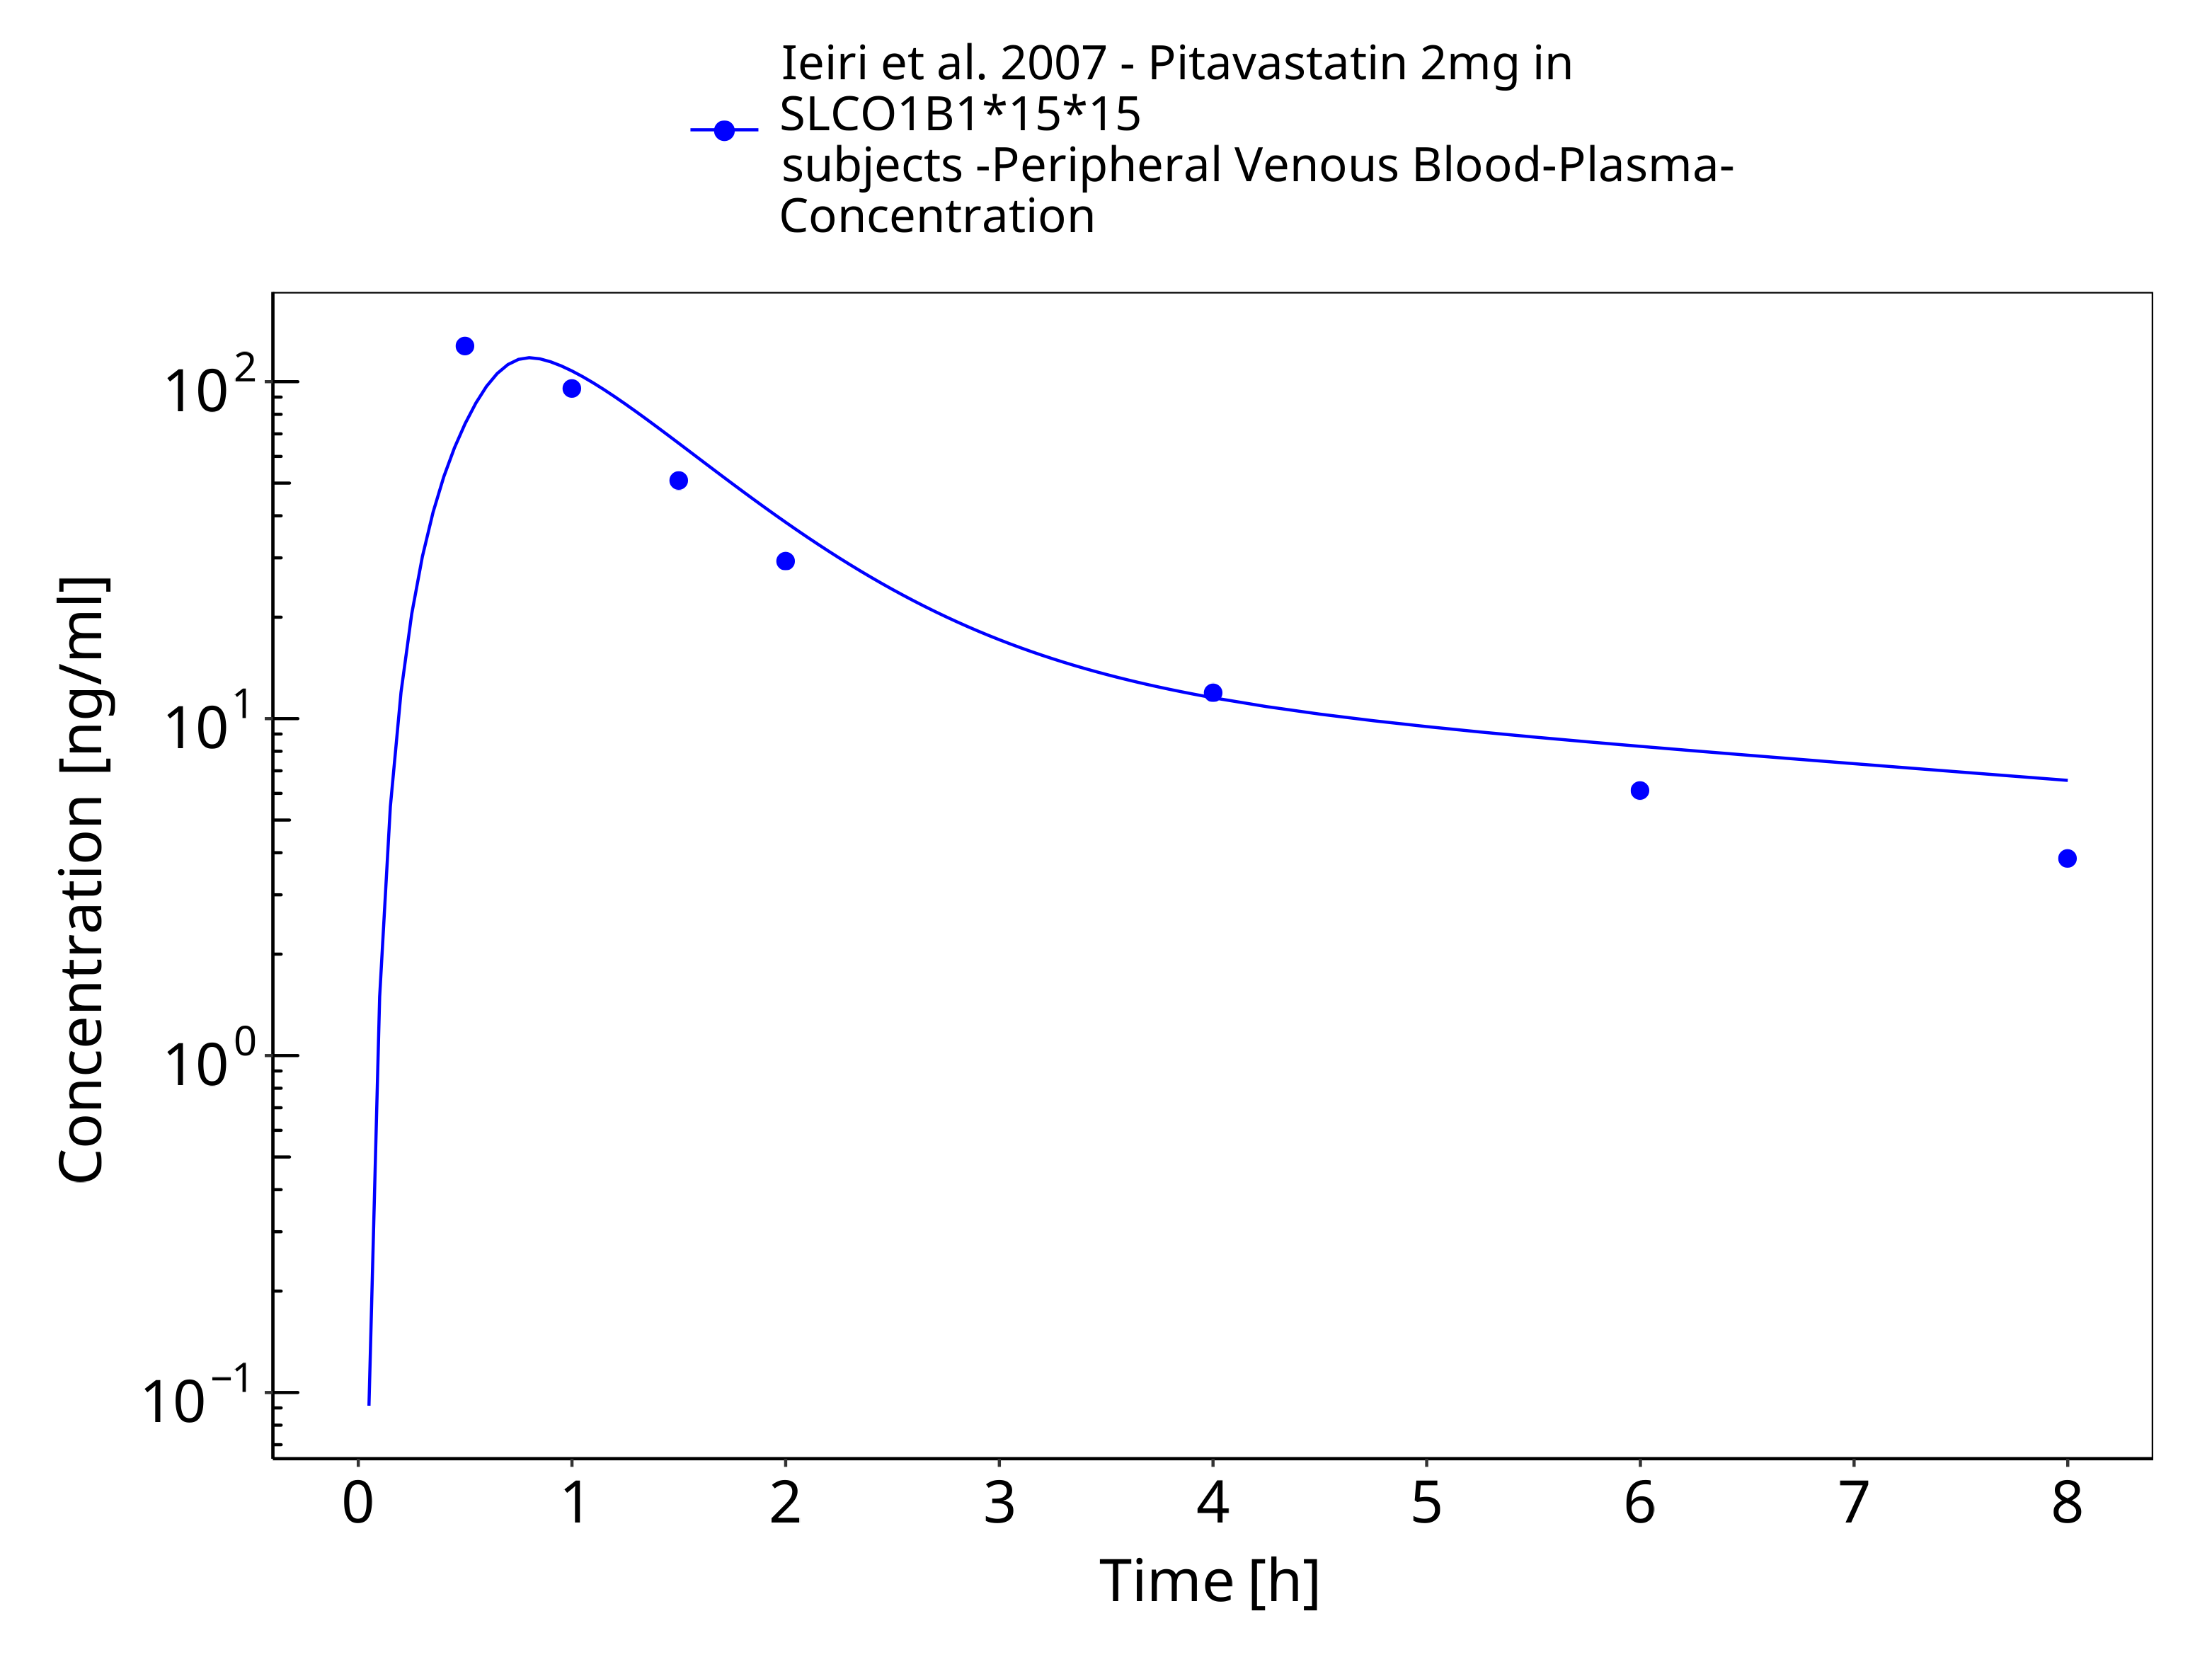 Ieiri et al. 2007 - Pitavastatin 2mg in
SLCO1B1*15*15
subjects -Peripheral Venous Blood-Plasma-
Concentration
10²
10¹
10⁰
10⁻¹
Concentration [ng/ml]
0 1 2 3 4 5 6 7 8
Time [h]